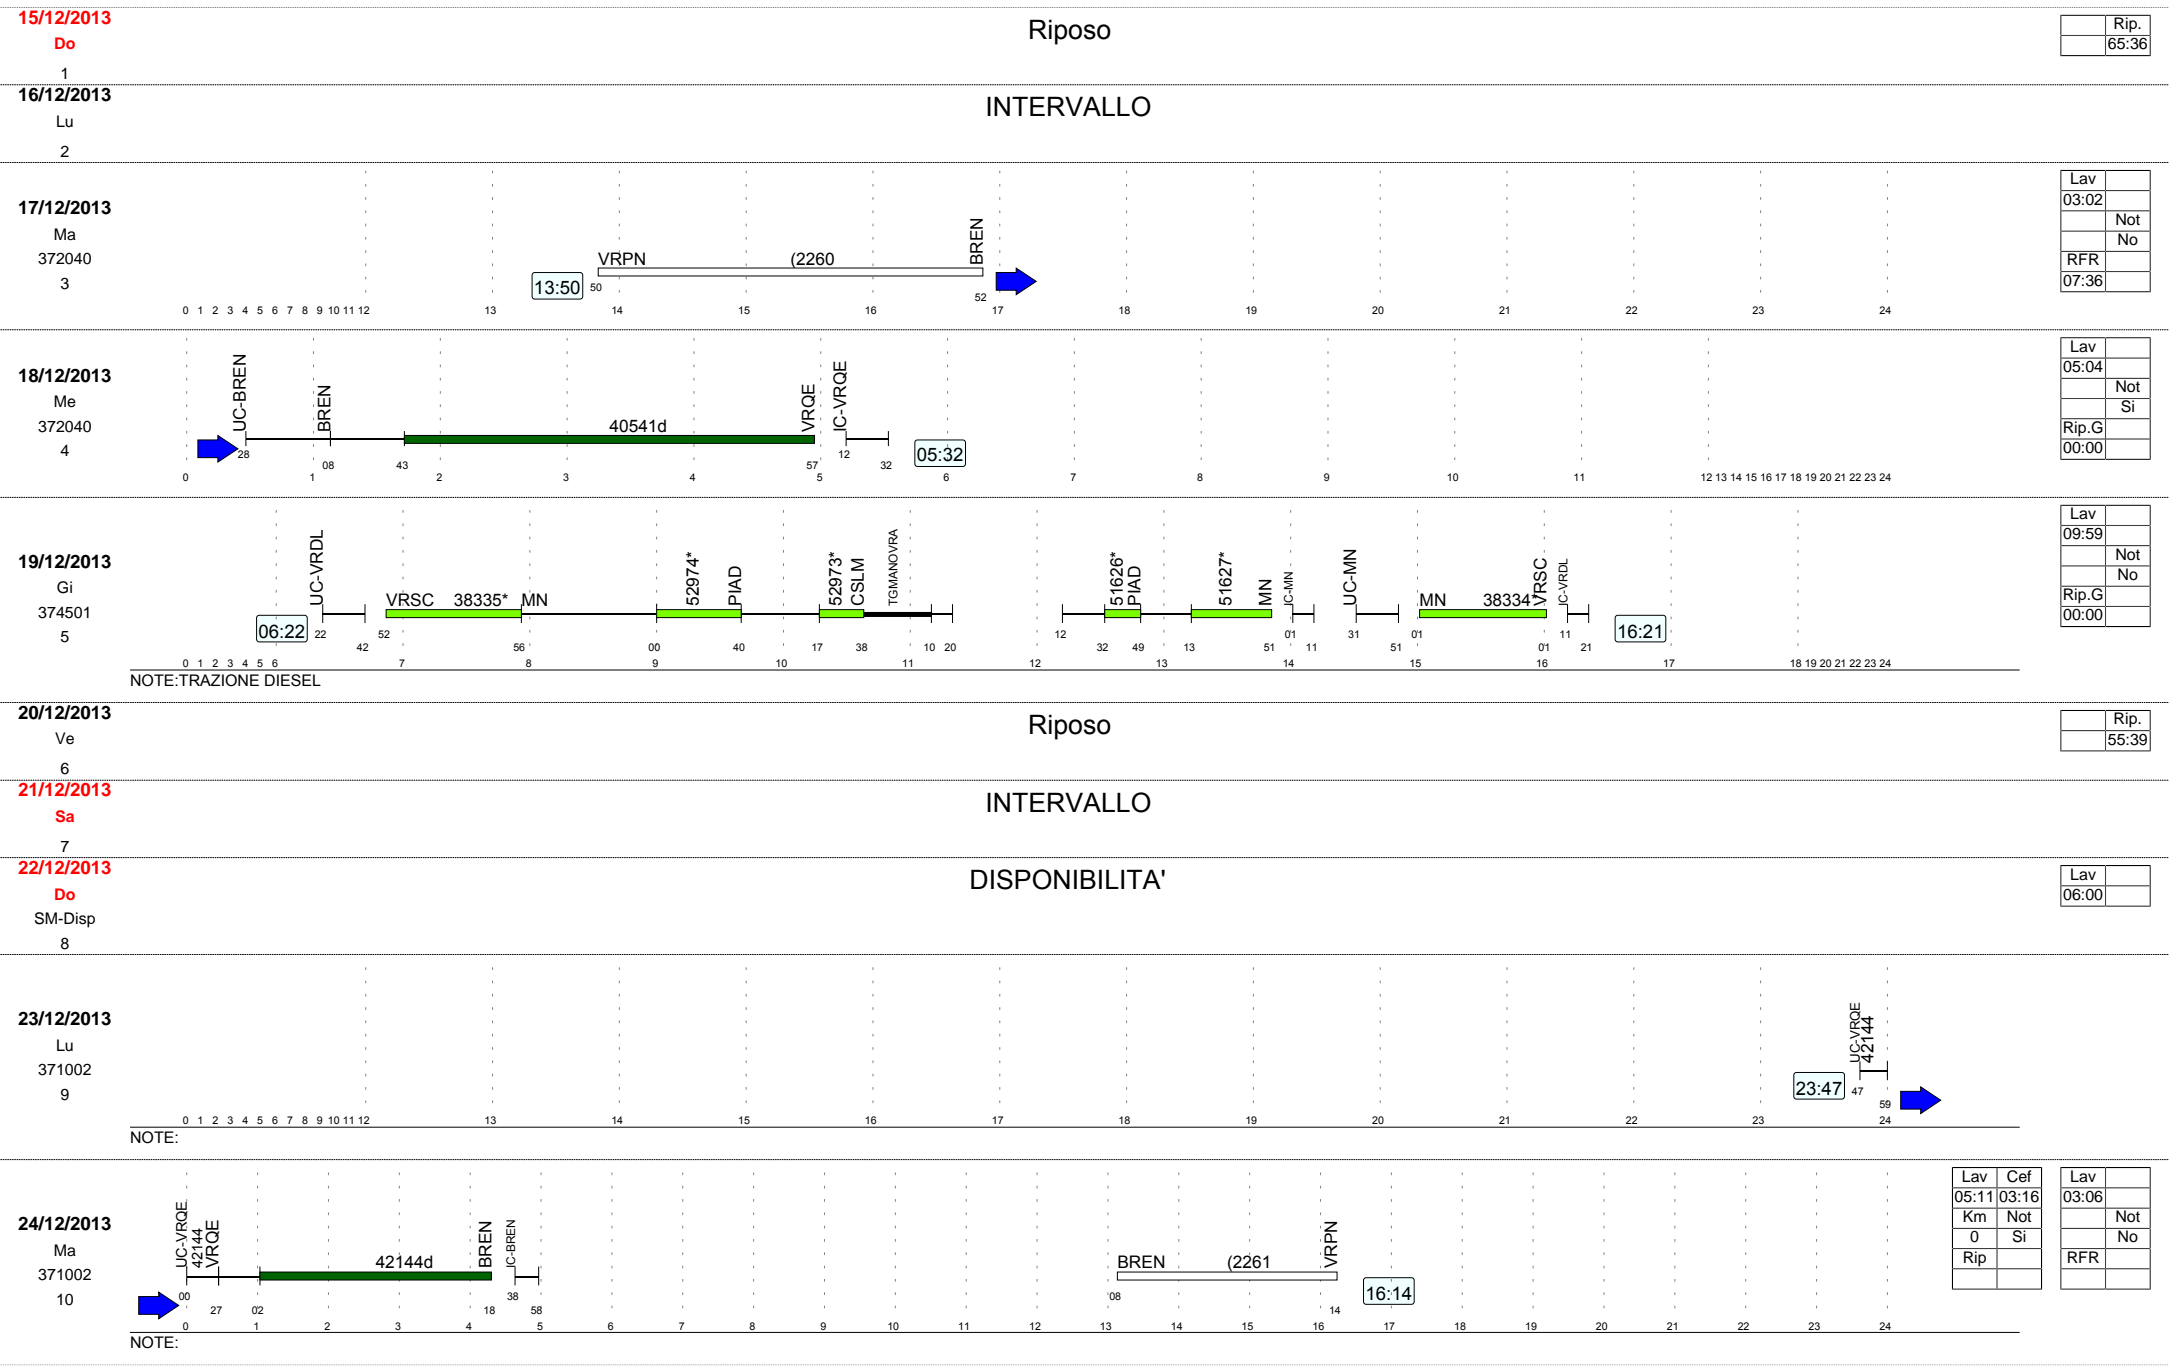 15/12/2013
Do
1
Riposo
Rip.
65:36
16/12/2013
Lu
2
INTERVALLO
17/12/2013
Ma
372040
3
13:50
50
VRPN
(2260
BREN
52
0 1 2 3 4 5 6 7 8 9 10 11 12 13 14 15 16 17 18 19 20 21 22 23 24
Lav
03:02
Not
No
RFR
07:36
18/12/2013
Me
372040
4
UC-BREN
BREN
40541d
VRQE
IC-VRQE
28 08 43 57 12 32
05:32
0 1 2 3 4 5 6 7 8 9 10 11 12 13 14 15 16 17 18 19 20 21 22 23 24
Lav
05:04
Not
Si
Rip.G
00:00
19/12/2013
Gi
374501
5
06:22
UC-VRDL
VRSC 38335* MN
52974*
PIAD
52973*
CSLM
TGMANOVRA
51626*
PIAD
51627*
MN
IC-MN
UC-MN
MN 38334*
VRSC
IC-VRDL
16:21
22 42 52 56 00 40 17 38 10 20 12 32 49 13 51 01 11 31 51 01 01 11 21
0 1 2 3 4 5 6 7 8 9 10 11 12 13 14 15 16 17 18 19 20 21 22 23 24
NOTE:TRAZIONE DIESEL
Lav
09:59
Not
No
Rip.G
00:00
20/12/2013
Ve
6
Riposo
Rip.
55:39
21/12/2013
Sa
7
INTERVALLO
22/12/2013
Do
SM-Disp
8
DISPONIBILITA'
Lav
06:00
23/12/2013
Lu
371002
9
23:47
UC-VRQE
42144
47
59
0 1 2 3 4 5 6 7 8 9 10 11 12 13 14 15 16 17 18 19 20 21 22 23 24
NOTE:
24/12/2013
Ma
371002
10
UC-VRQE
42144
VRQE
42144d
BREN
IC-BREN
BREN (2261
VRPN
16:14
00 27 02 18 38 58 08 14
0 1 2 3 4 5 6 7 8 9 10 11 12 13 14 15 16 17 18 19 20 21 22 23 24
NOTE:
Lav Cef
05:11 03:16
Km Not
0 Si
Rip
Lav
03:06
Not
No
RFR